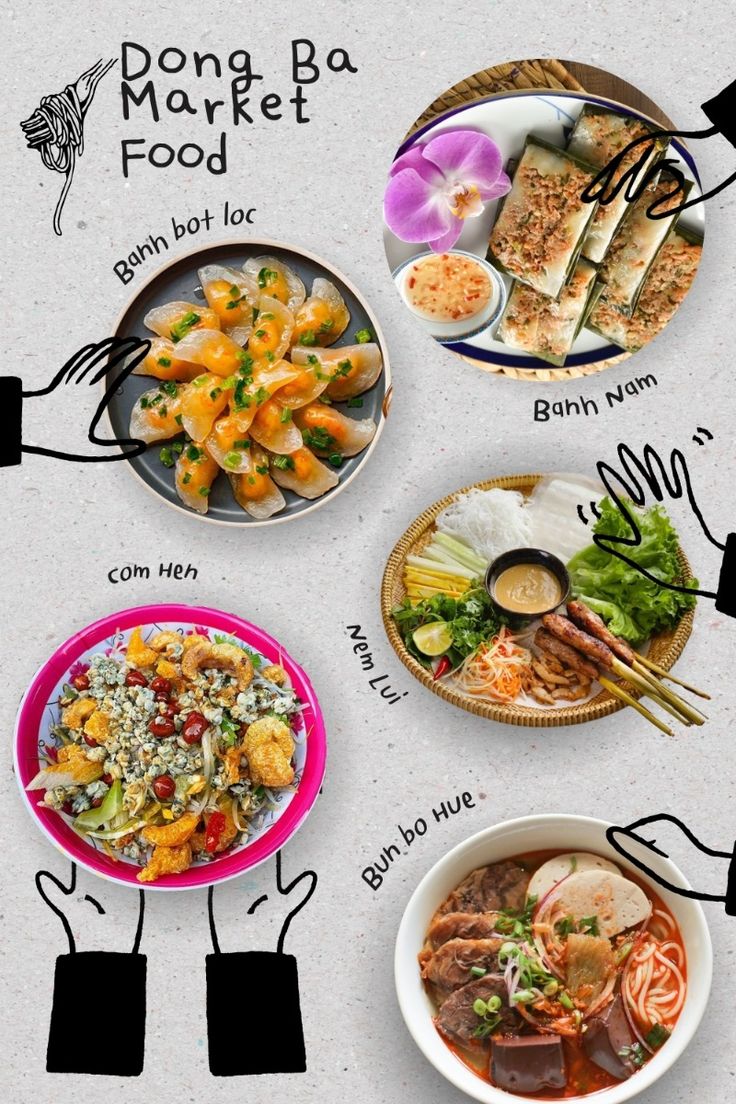 Dong Ba
Market
Food
com Hen
Banh bot loc
Bun bo Hue
Nem Lui
Banh Nam